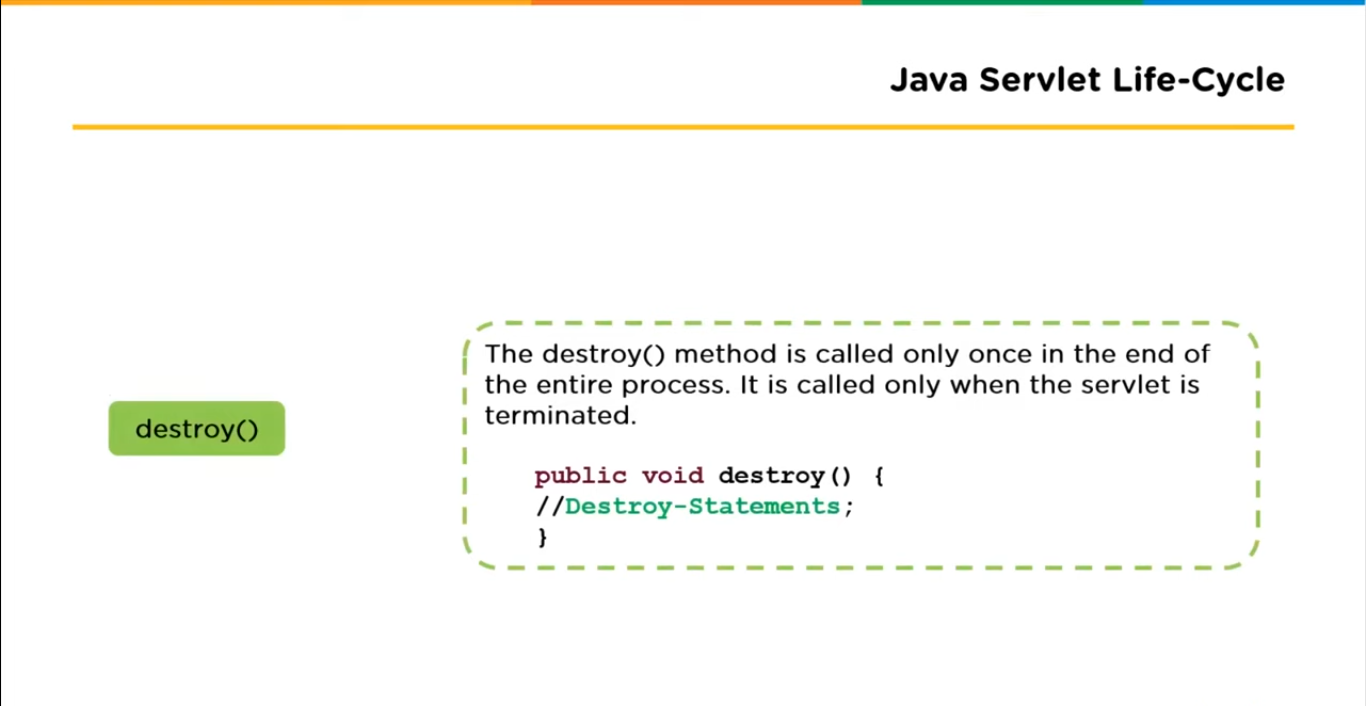 Java Servlet Life-Cycle
destroy()
The destroy() method is called only once in the end of
the entire process. It is called only when the servlet is
terminated.
public void destroy() {
//Destroy-Statements;
}